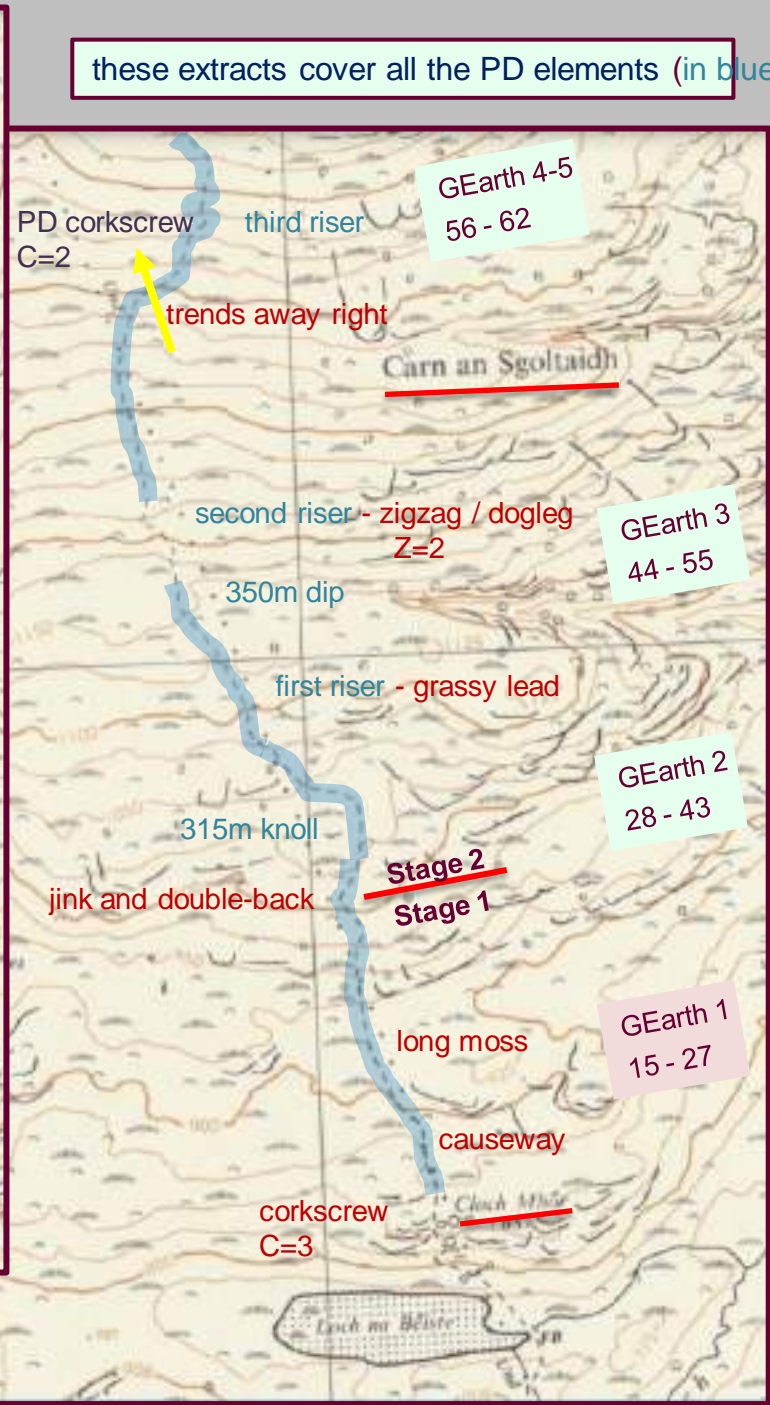 these extracts cover all the PD elements (in blue
GEarth 4-5
56 - 62
PD corkscrew
C=2
third riser
trends away right
Carn an Sgoltaidh
second riser - zigzag / dogleg
Z=2
GEarth 3
44 - 55
350m dip
first riser - grassy lead
GEarth 2
28 - 43
315m knoll
Stage 2
jink and double-back
Stage 1
GEarth 1
15 - 27
long moss
causeway
corkscrew
C=3
Cloch Mhór
Loch na Béiste
FB